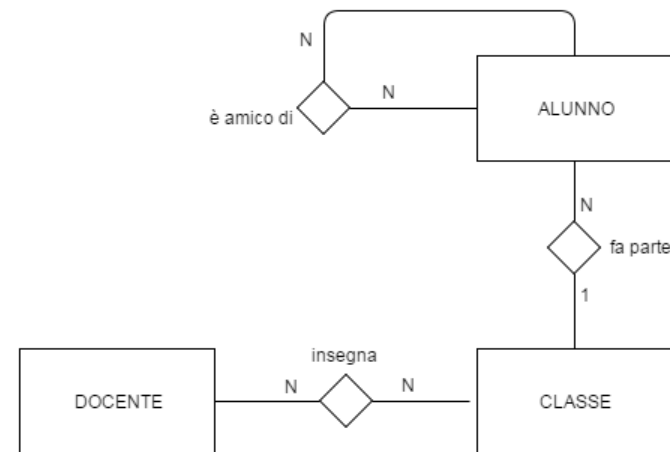 N
N
ALUNNO
è amico di
N
fa parte
1
insegna
N
N
DOCENTE
CLASSE